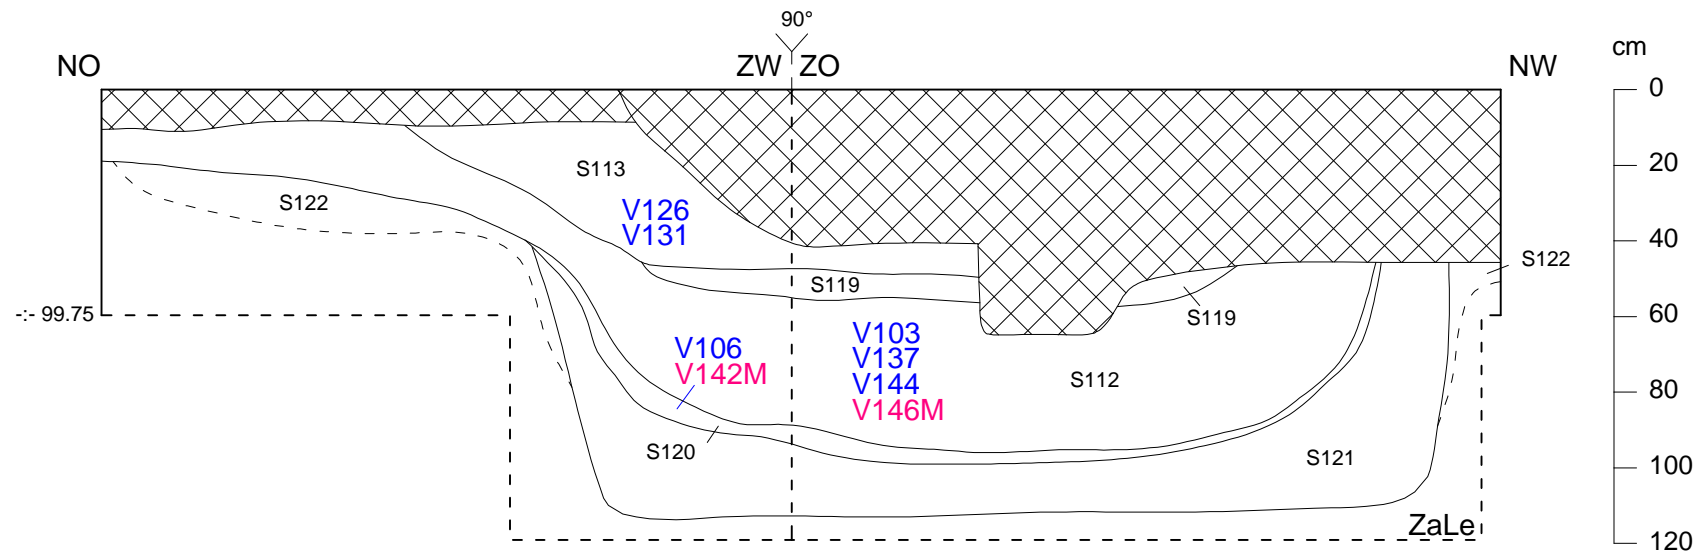 90°
cm
NO
ZW
ZO
NW
0
S113
20
S122
V126
V131
40
S122
S119
-:- 99.75
60
S119
V103
V106
V137
V142M
V144
S112
80
V146M
S120
S121
100
ZaLe
120